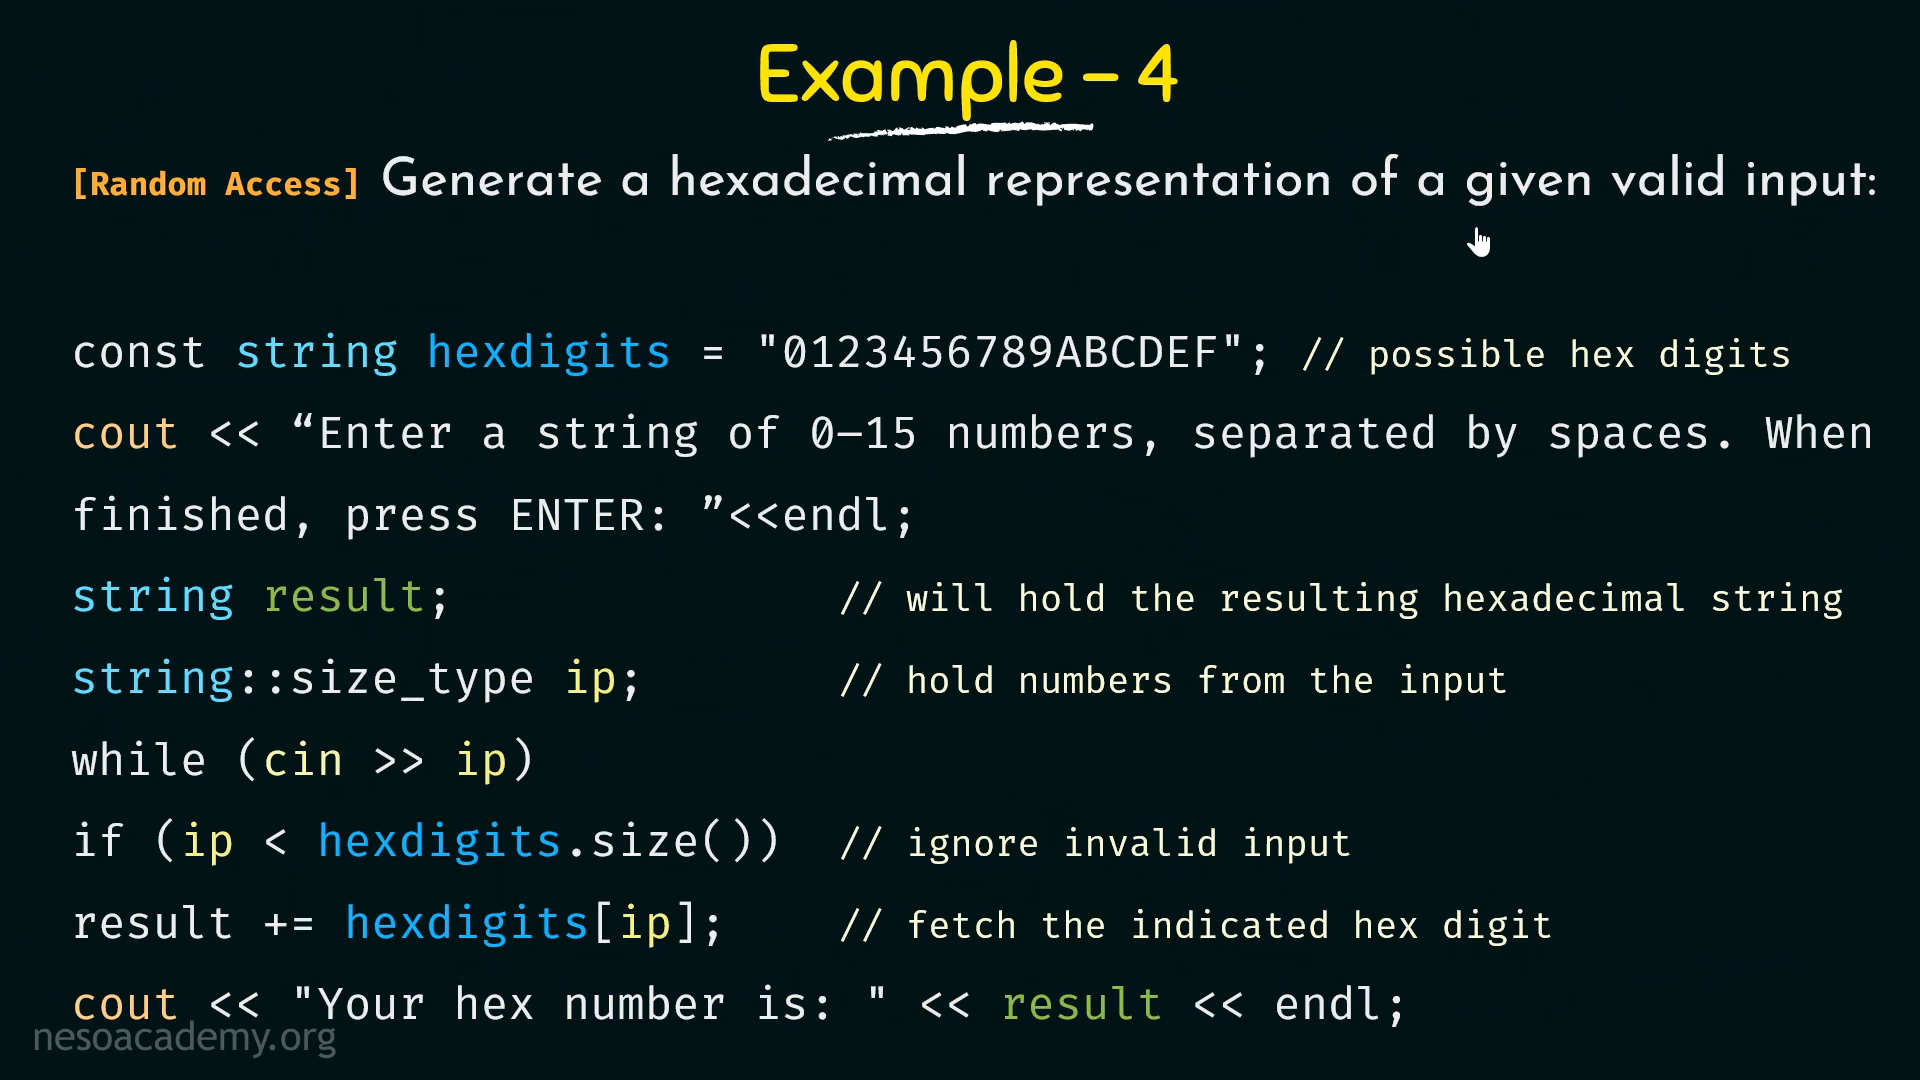 Example – 4
[Random Access] Generate a hexadecimal representation of a given valid input:
const string hexdigits = "0123456789ABCDEF"; // possible hex digits
cout << “Enter a string of 0–15 numbers, separated by spaces. When
finished, press ENTER: ”<<endl;
string result; // will hold the resulting hexadecimal string
string::size_type ip; // hold numbers from the input
while (cin >> ip)
if (ip < hexdigits.size()) // ignore invalid input
result += hexdigits[ip]; // fetch the indicated hex digit
cout << "Your hex number is: " << result << endl;
nesoacademy.org